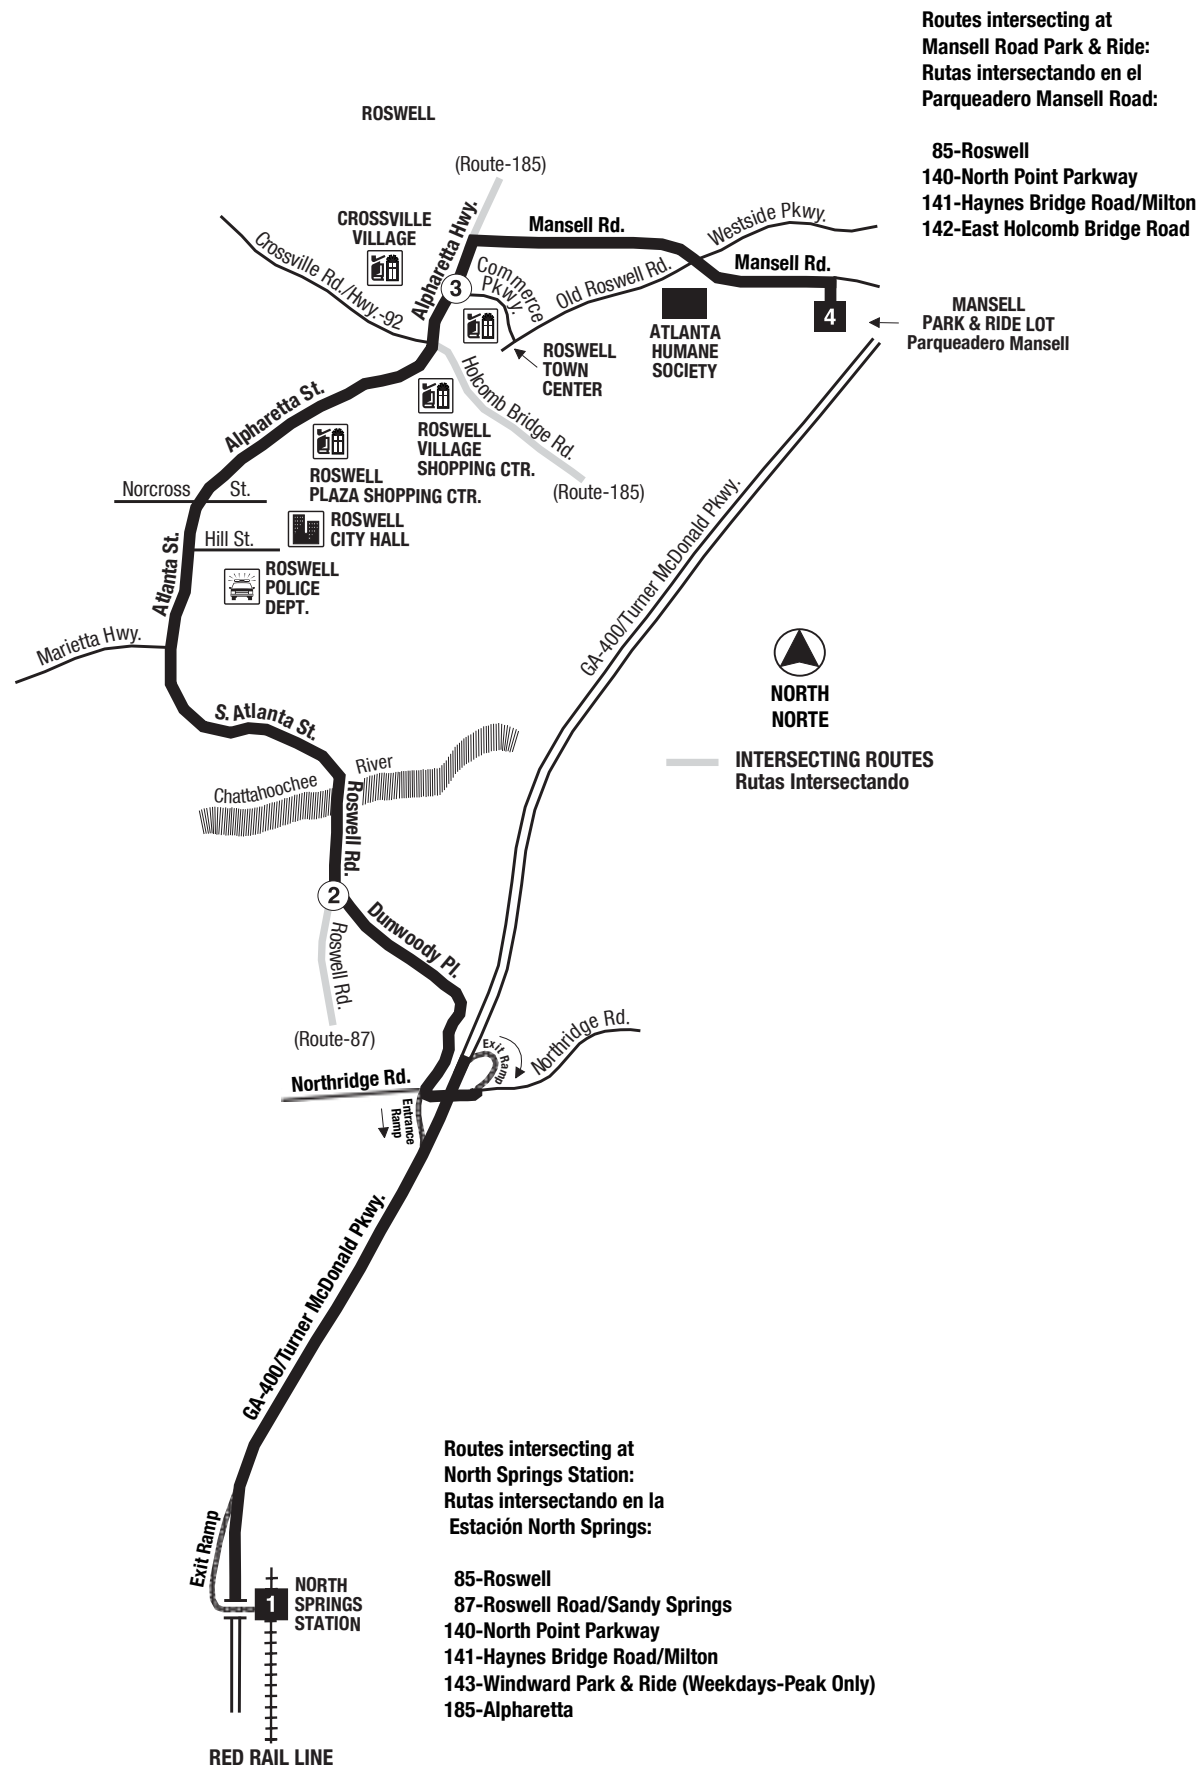 Routes intersecting at
Mansell Road Park & Ride:
Rutas intersectando en el
Parqueadero Mansell Road:
85-Roswell
140-North Point Parkway
141-Haynes Bridge Road/Milton
142-East Holcomb Bridge Road
ROSWELL
(Route-185)
CROSSVILLE
VILLAGE
Alpharetta Hwy.
Mansell Rd.
Westside Pkwy.
Crossville Rd./Hwy.-92
Commerce
Pkwy.
Old Roswell Rd.
Mansell Rd.
3
4
MANSELL
PARK & RIDE LOT
Parqueadero Mansell
ATLANTA
HUMANE
SOCIETY
ROSWELL
TOWN
CENTER
Holcomb Bridge Rd.
Alpharetta St.
ROSWELL
VILLAGE
SHOPPING CTR.
ROSWELL
PLAZA SHOPPING CTR.
(Route-185)
Norcross St.
ROSWELL
CITY HALL
Hill St.
Atlanta St.
ROSWELL
POLICE
DEPT.
GA-400/Turner McDonald Pkwy.
Marietta Hwy.
NORTH
NORTE
S. Atlanta St.
INTERSECTING ROUTES
Rutas Intersectando
Chattahoochee River
Roswell Rd.
2
Dunwoody Pl.
Roswell Rd.
(Route-87)
Exit
Ramp
Northridge Rd.
Northridge Rd.
Entrance
Ramp
GA-400/Turner McDonald Pkwy.
Routes intersecting at
North Springs Station:
Rutas intersectando en la
Estación North Springs:
85-Roswell
87-Roswell Road/Sandy Springs
140-North Point Parkway
141-Haynes Bridge Road/Milton
143-Windward Park & Ride (Weekdays-Peak Only)
185-Alpharetta
Exit Ramp
1
NORTH
SPRINGS
STATION
RED RAIL LINE